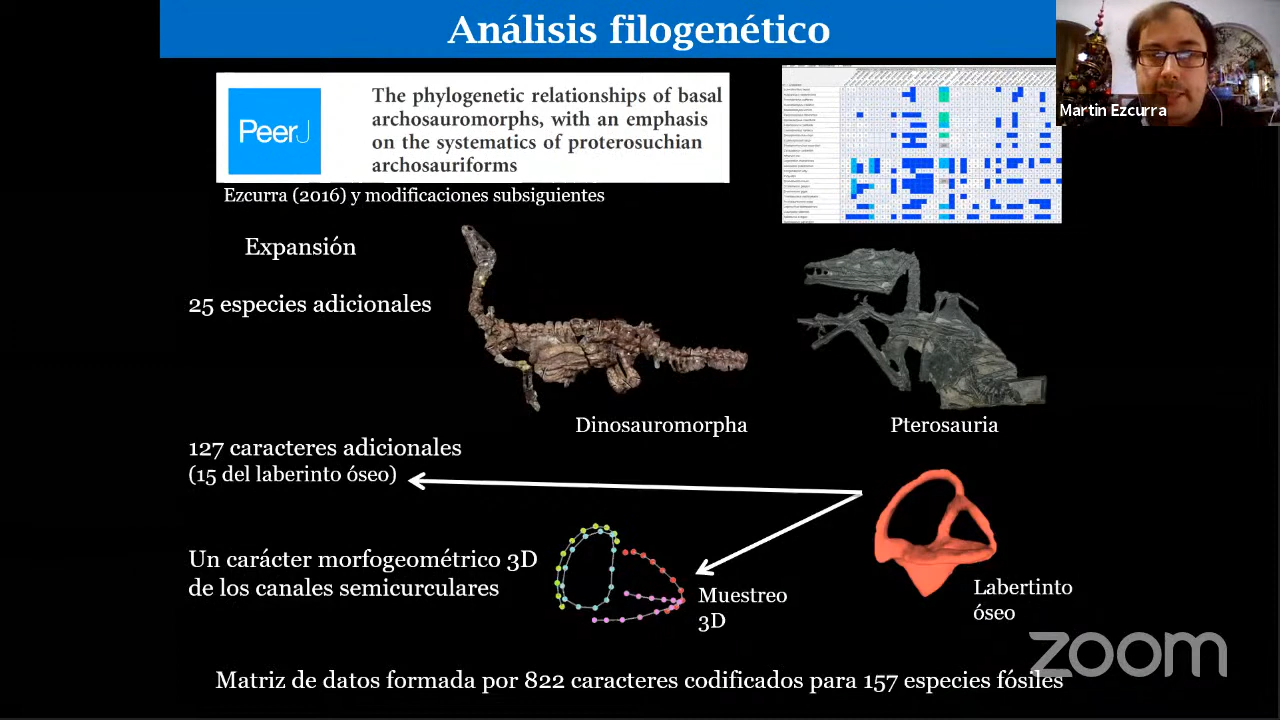 Análisis filogenético
PeerJ
The phylogenetic relationships of basal
archosauromorphs, with an emphasis
on the systematics of proterosuchian
archosauriforms
Martin Ezcurra
Ezcurra (2016) y modificaciones subsecuientes
Expansión
25 especies adicionales
Dinosauromorpha
Pterosauria
127 caracteres adicionales
(15 del laberinto óseo)
Un carácter morfogeométrico 3D
de los canales semicurculares
Muestreo
3D
Labertinto
óseo
zoom
Matriz de datos formada por 822 caracteres codificados para 157 especies fósiles